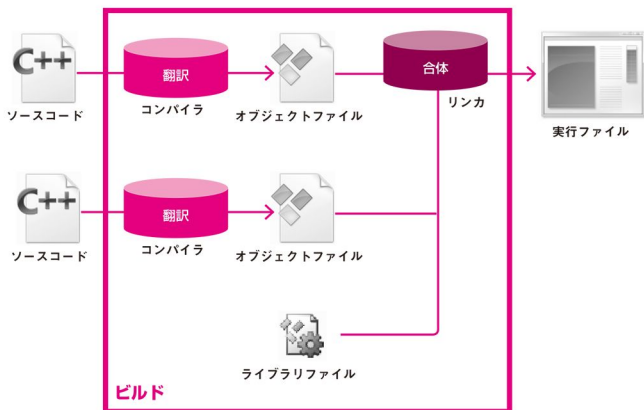 C++
翻訳
合体
ソースコード
コンパイラ
オブジェクトファイル
リンカ
実行ファイル
C++
翻訳
ソースコード
コンパイラ
オブジェクトファイル
ライブラリファイル
ビルド